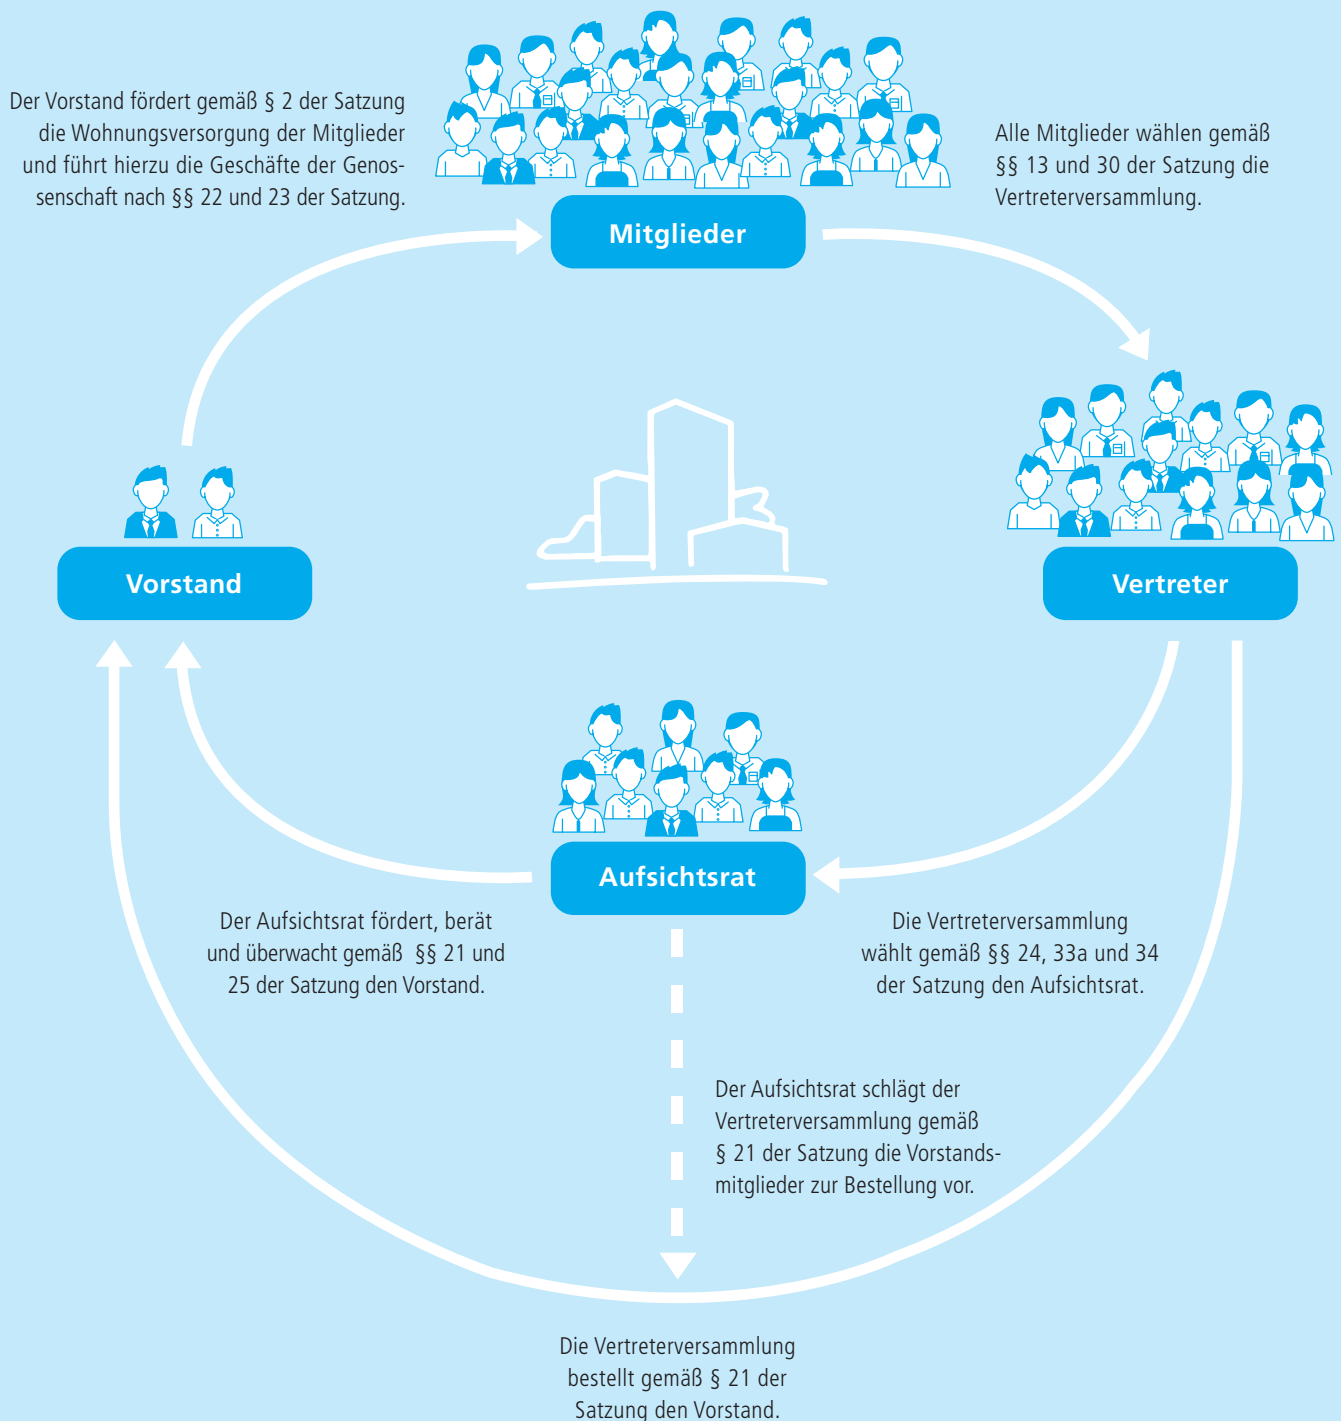 Der Vorstand fördert gemäß § 2 der Satzung
die Wohnungsversorgung der Mitglieder
und führt hierzu die Geschäfte der Genos-
senschaft nach §§ 22 und 23 der Satzung.
Alle Mitglieder wählen gemäß
§§ 13 und 30 der Satzung die
Vertreterversammlung.
Mitglieder
Vorstand
Vertreter
Aufsichtsrat
Der Aufsichtsrat fördert, berät
und überwacht gemäß §§ 21 und
25 der Satzung den Vorstand.
Die Vertreterversammlung
wählt gemäß §§ 24, 33a und 34
der Satzung den Aufsichtsrat.
Der Aufsichtsrat schlägt der
Vertreterversammlung gemäß
§ 21 der Satzung die Vorstands-
mitglieder zur Bestellung vor.
Die Vertreterversammlung
bestellt gemäß § 21 der
Satzung den Vorstand.